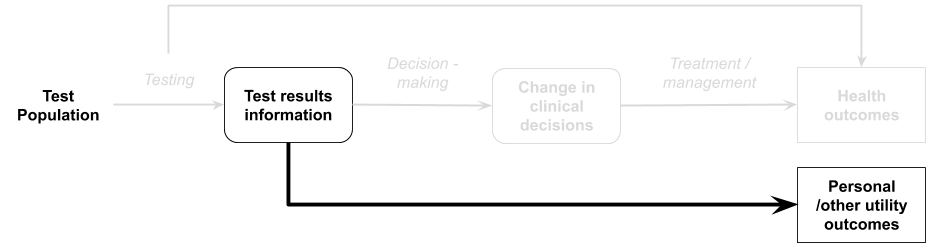 Testing
Decision -
making
Treatment /
management
Test
Population
Test results
information
Change in
clinical
decisions
Health
outcomes
Personal
/other utility
outcomes